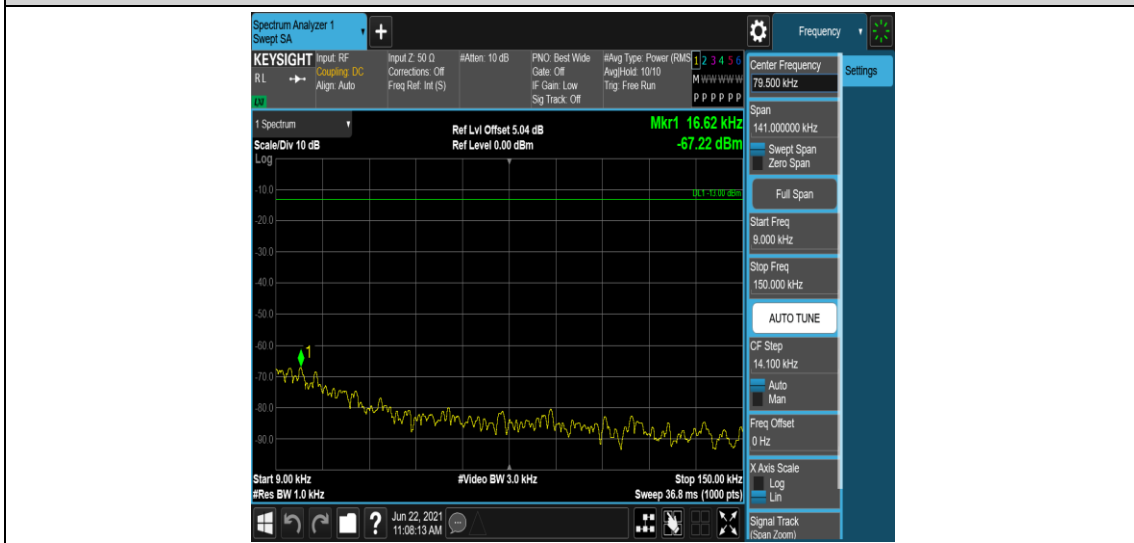 Spectrum Analyzer 1
Swept SA
+
Frequency
KEYSIGHT
RL
LXI
Input: RF
Coupling: DC
Align: Auto
Input Z: 50 Ω
Corrections: Off
Freq Ref: Int (S)
#Atten: 10 dB
PNO: Best Wide
Gate: Off
IF Gain: Low
Sig Track: Off
#Avg Type: Power (RMS
Avg|Hold: 10/10
Trig: Free Run
1 2 3 4 5 6
M W W W W W
P P P P P P
1 Spectrum
Scale/Div 10 dB
Ref Lvl Offset 5.04 dB
Ref Level 0.00 dBm
Mkr1 16.62 kHz
-67.22 dBm
Log
-10.0
DL1 -13.00 dBm
-20.0
-30.0
-40.0
-50.0
-60.0
1
-70.0
-80.0
-90.0
Start 9.00 kHz
#Res BW 1.0 kHz
#Video BW 3.0 kHz
Stop 150.00 kHz
Sweep 36.8 ms (1000 pts)
Center Frequency
79.500 kHz
Settings
Span
141.000000 kHz
Swept Span
Zero Span
Full Span
Start Freq
9.000 kHz
Stop Freq
150.000 kHz
AUTO TUNE
CF Step
14.100 kHz
Auto
Man
Freq Offset
0 Hz
X Axis Scale
Log
Lin
Signal Track
(Span Zoom)
?
Jun 22, 2021
11:08:13 AM